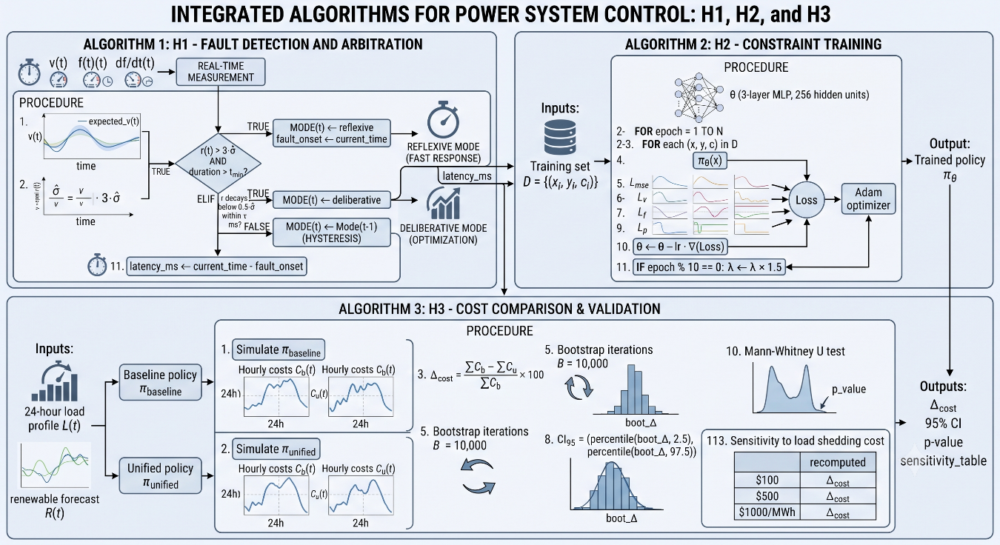 INTEGRATED ALGORITHMS FOR POWER SYSTEM CONTROL: H1, H2, and H3
ALGORITHM 1: H1 - FAULT DETECTION AND ARBITRATION
v(t) f(t)(t) df/dt(t)
REAL-TIME
MEASUREMENT
PROCEDURE
1.
expected_v(t)
v(t)
time
2.
σ̂/v = v/v · 3·σ̂
time
TRUE
r(t) > 3·σ̂
AND
duration > t_min?
TRUE
MODE(t) ← reflexive
fault_onset ← current_time
REFLEXIVE MODE
(FAST RESPONSE)
ELIF
r decays
below 0.5·σ̂
within τ
ms?
TRUE
MODE(t) ← deliberative
latency_ms
DELIBERATIVE MODE
(OPTIMIZATION)
FALSE
MODE(t) ← Mode(t-1)
(HYSTERESIS)
11. latency_ms ← current_time - fault_onset
ALGORITHM 2: H2 - CONSTRAINT TRAINING
Inputs:
Training set
D = {(x_i, y_i, c_i)}
PROCEDURE
θ (3-layer MLP, 256 hidden units)
2- FOR epoch = 1 TO N
2-3. FOR each (x, y, c) in D
4. π_θ(x)
5. L_mse
6- L_v
7. L_f
9. L_p
Loss
Adam
optimizer
10. θ ← θ – lr · ∇(Loss)
11. IF epoch % 10 == 0: λ ← λ × 1.5
Output:
Trained policy
π_θ
ALGORITHM 3: H3 - COST COMPARISON & VALIDATION
Inputs:
24-hour load
profile L(t)
renewable forecast
R(t)
Baseline policy
π_baseline
Unified policy
π_unified
PROCEDURE
1. Simulate π_baseline
Hourly costs C_b(t) Hourly costs C_b(t)
24h) C_u(t)
24h 24h
2. Simulate π_unified
Hourly costs C_b(t) Hourly costs C_u(t)
24h) C_u(t)
24h 24h
3. Δ_cost = (∑C_b – ∑C_u)/∑C_b × 100
5. Bootstrap iterations
B = 10,000
5. Bootstrap iterations
B = 10,000
boot_Δ
8. CI_95 = (percentile(boot_Δ, 2.5),
percentile(boot_Δ, 97.5))
boot_Δ
10. Mann-Whitney U test
p_value
113. Sensitivity to load shedding cost
recomputed
$100 Δ_cost
$500 Δ_cost
$1000/MWh Δ_cost
Outputs:
Δ_cost
95% CI
p-value
sensitivity_table